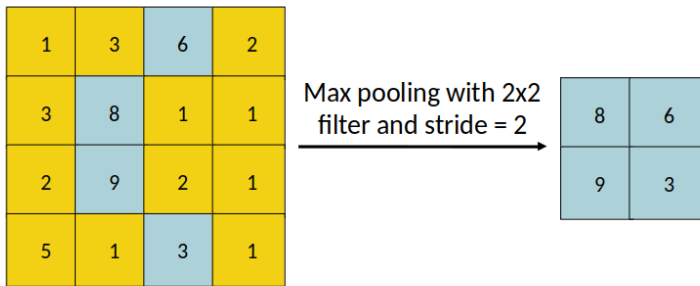 1 3 6 2
3 8 1 1
2 9 2 1
5 1 3 1
Max pooling with 2x2
filter and stride = 2
8 6
9 3